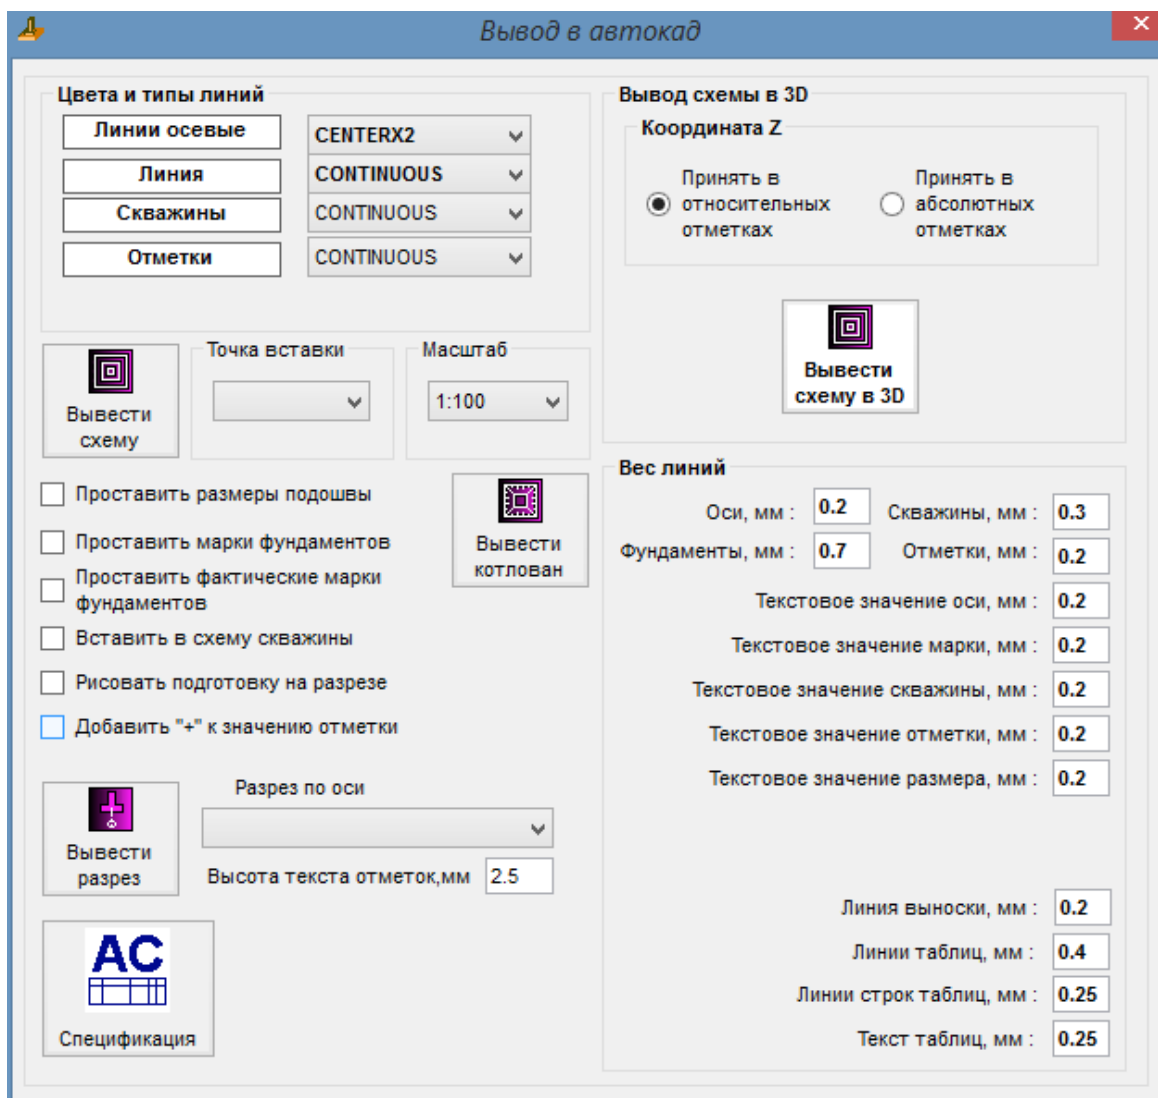 Вывод в автокад
Цвета и типы линий
Линии осевые
CENTERX2
Линия
CONTINUOUS
Скважины
CONTINUOUS
Отметки
CONTINUOUS
Вывести
схему
Точка вставки
Масштаб
1:100
Проставить размеры подошвы
Проставить марки фундаментов
Проставить фактические марки
фундаментов
Вставить в схему скважины
Рисовать подготовку на разрезе
Добавить "+" к значению отметки
Вывести
котлован
Вывести
разрез
Разрез по оси
Высота текста отметок,мм
2.5
АС
Спецификация
Вывод схемы в 3D
Координата Z
Принять в
относительных
отметках
Принять в
абсолютных
отметках
Вывести
схему в 3D
Вес линий
Оси, мм : 0.2 Скважины, мм : 0.3
Фундаменты, мм : 0.7 Отметки, мм : 0.2
Текстовое значение оси, мм : 0.2
Текстовое значение марки, мм : 0.2
Текстовое значение скважины, мм : 0.2
Текстовое значение отметки, мм : 0.2
Текстовое значение размера, мм : 0.2
Линия выноски, мм : 0.2
Линии таблиц, мм : 0.4
Линии строк таблиц, мм : 0.25
Текст таблиц, мм : 0.25